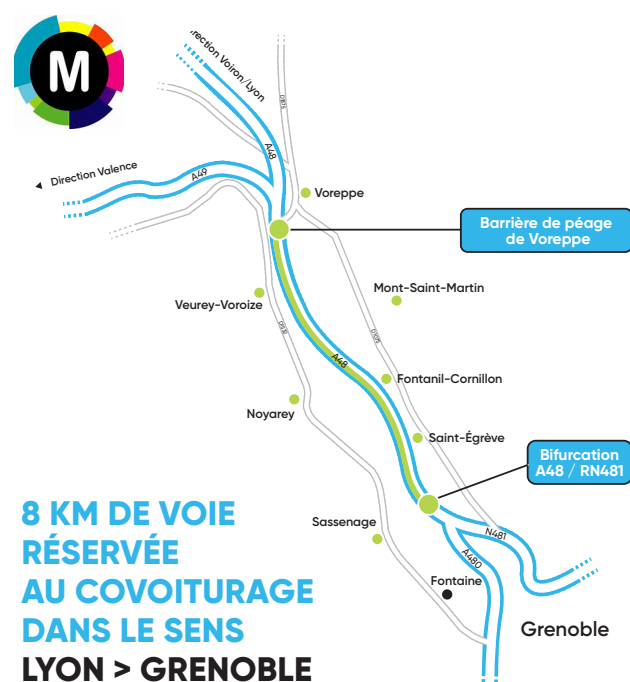 M
Direction Voiron/Lyon
D1075
A48
Direction Valence
A49
Voreppe
Barrière de péage
de Voreppe
Mont-Saint-Martin
Veurey-Voroize
D1075
A48
Fontanil-Cornillon
Noyarey
Saint-Égrève
Bifurcation
A48 / RN481
8 KM DE VOIE
RÉSERVÉE
AU COVOITURAGE
DANS LE SENS
LYON > GRENOBLE
Sassenage
N481
A480
Fontaine
Grenoble